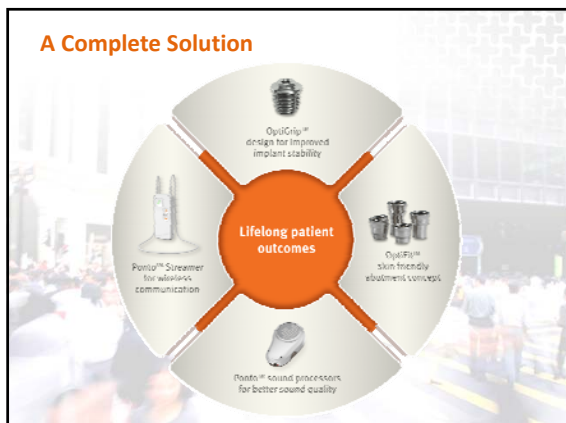 A Complete Solution
OptiGrip™
design for improved
implant stability
Lifelong patient
outcomes
Ponto™ Streamer
for wireless
communication
OptiFit™
skin friendly
abutment concept
Ponto™ sound processors
for better sound quality